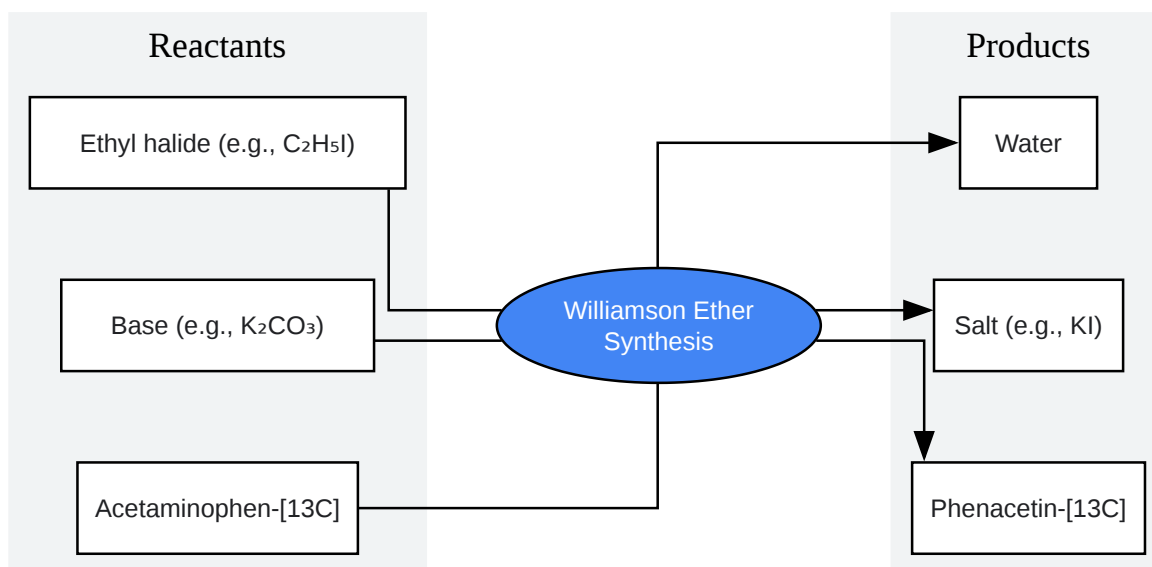 Reactants
Products
Ethyl halide (e.g., C₂H₅I)
Water
Base (e.g., K₂CO₃)
Williamson Ether
Synthesis
Salt (e.g., KI)
Acetaminophen-[13C]
Phenacetin-[13C]